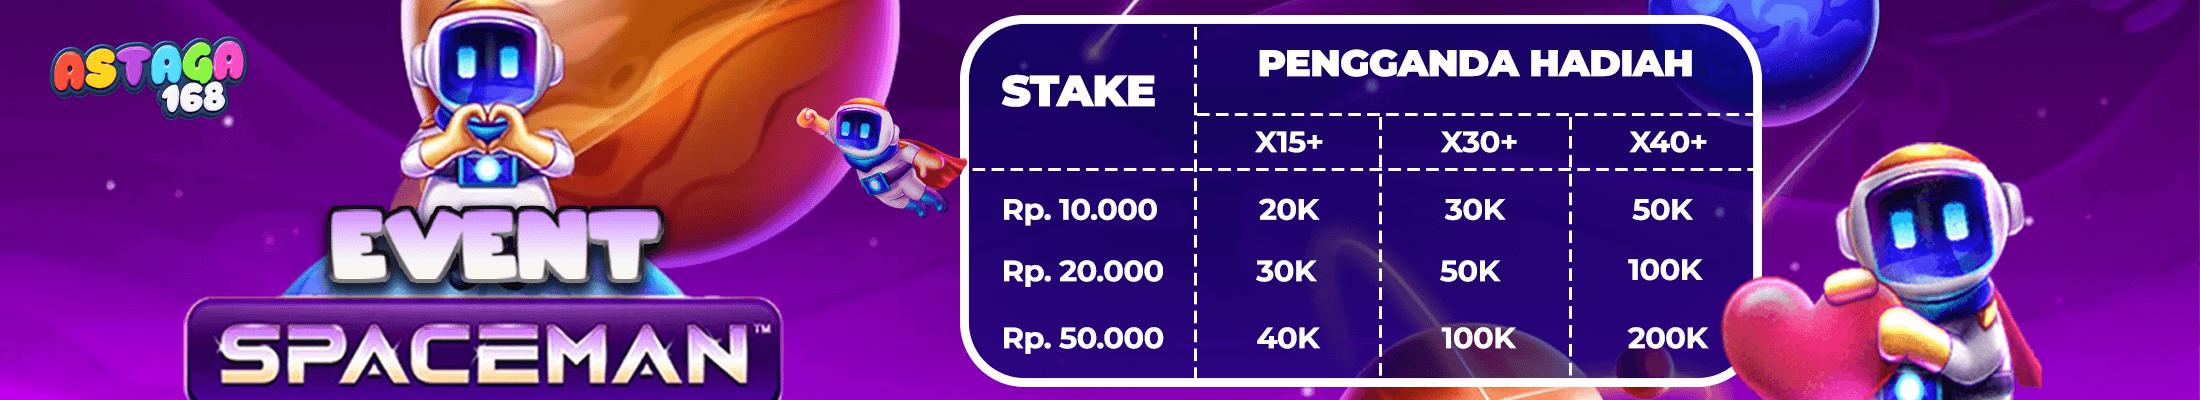 ASTAGA
168
EVENT
SPACEMAN™
STAKE PENGGANDA HADIAH
X15+ X30+ X40+
Rp. 10.000 20K 30K 50K
Rp. 20.000 30K 50K 100K
Rp. 50.000 40K 100K 200K